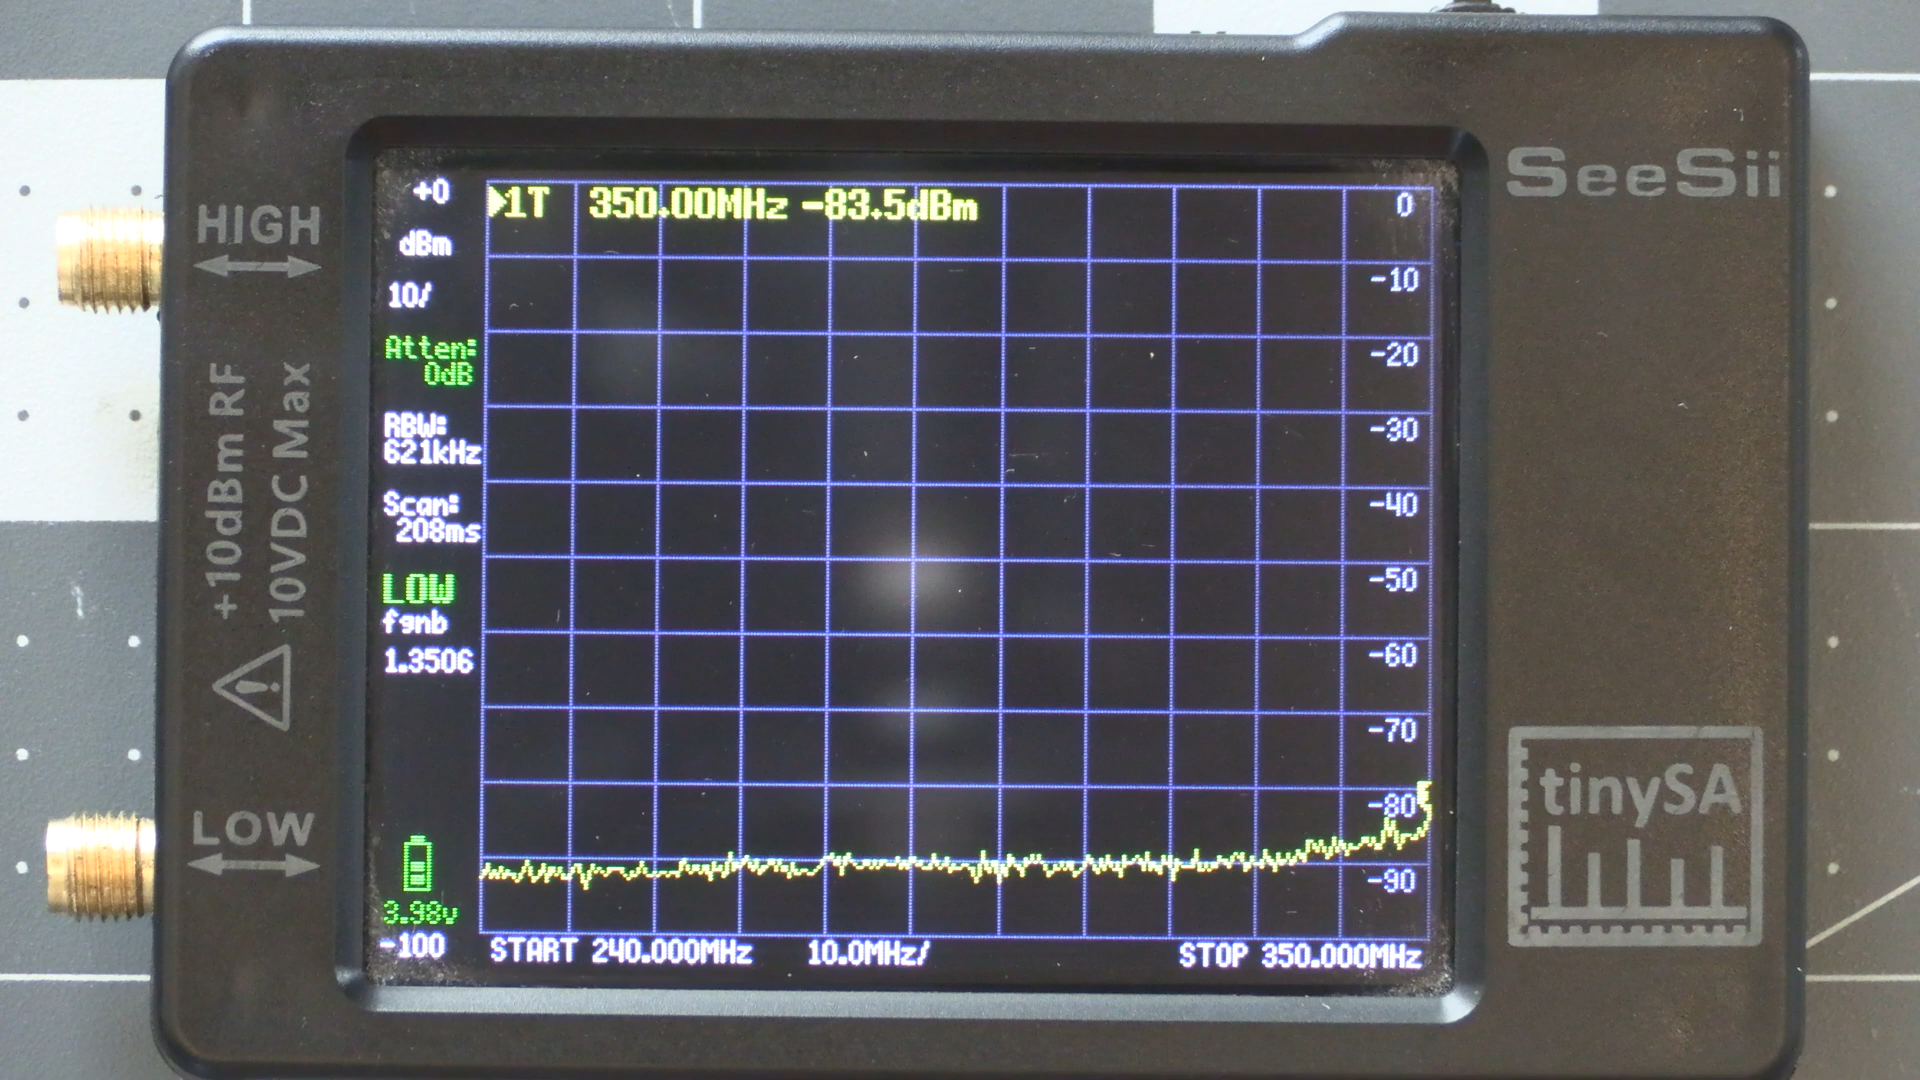 +0
1T 350.00MHz -83.5dBm
0
dBm
10/
-10
Atten:
0dB
-20
RBW:
621kHz
-30
Scan:
208ms
-40
LOW
fgnb
1.3506
-50
-60
-70
-80
-90
3.98v
-100
START 240.000MHz 10.0MHz/ STOP 350.000MHz
HIGH
+10dBm RF
10VDC Max
LOW
SeeSii
tinySA